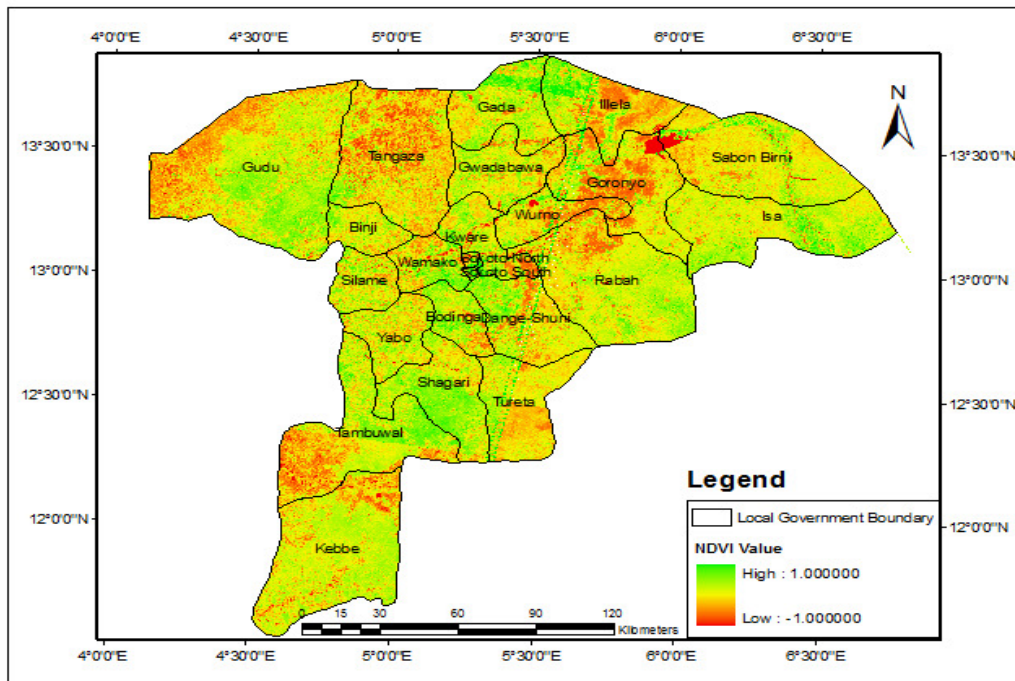 4°0'0"E 4°30'0"E 5°0'0"E 5°30'0"E 6°0'0"E 6°30'0"E
N
Illela
Gada
13°30'0"N
Tangaza
Sabon Birni
13°30'0"N
Gudu
Gwadabawa
Goronyo
Wurno
Isa
Binji
Kware
Wamako
Sokoto North
13°0'0"N
Sokoto South
Silame
Rabah
13°0'0"N
Bodinga
Dange-Shuni
Yabo
Shagari
12°30'0"N
Tureta
12°30'0"N
Tambuwal
Legend
12°0'0"N
Local Government Boundary
12°0'0"N
Kebbe
NDVI Value
High : 1.000000
Low : -1.000000
0 15 30 60 90 120
Kilometers
4°0'0"E 4°30'0"E 5°0'0"E 5°30'0"E 6°0'0"E 6°30'0"E